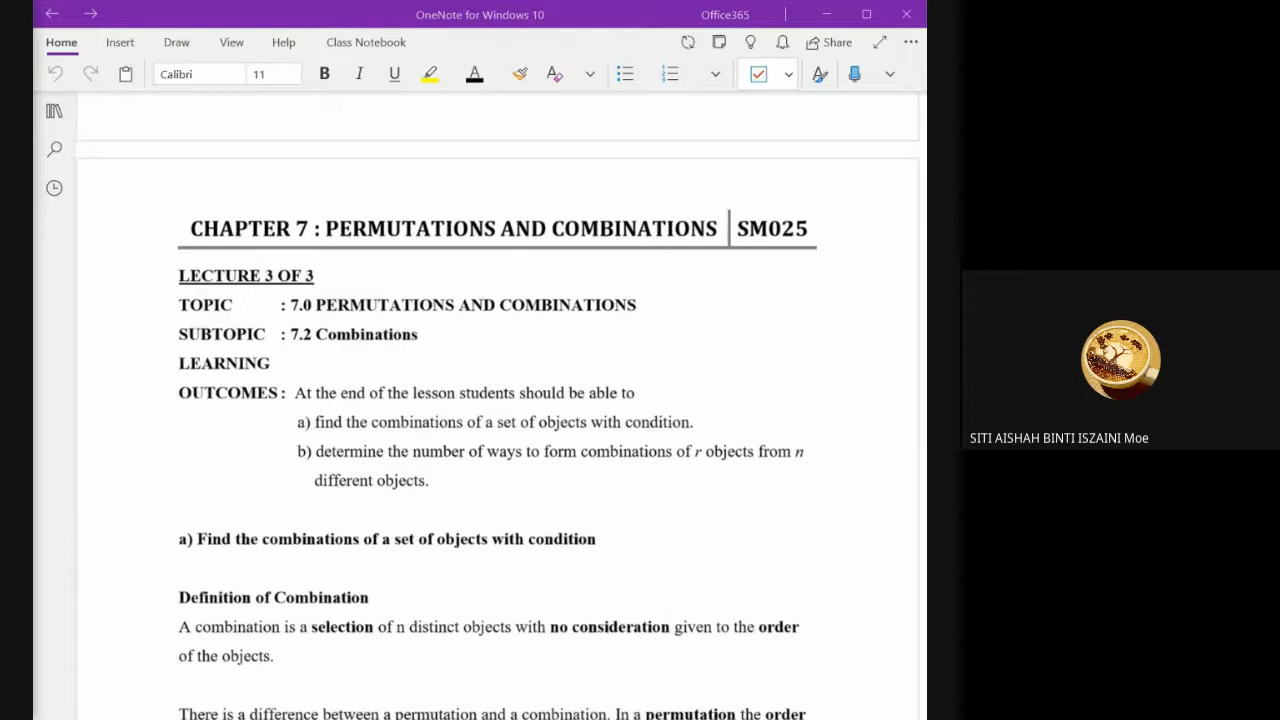 OneNote for Windows 10
Office365
Home Insert Draw View Help Class Notebook Share
Calibri 11 B I U A A
CHAPTER 7 : PERMUTATIONS AND COMBINATIONS SM025
LECTURE 3 OF 3
TOPIC : 7.0 PERMUTATIONS AND COMBINATIONS
SUBTOPIC : 7.2 Combinations
LEARNING
OUTCOMES : At the end of the lesson students should be able to
a) find the combinations of a set of objects with condition.
b) determine the number of ways to form combinations of r objects from n
different objects.
a) Find the combinations of a set of objects with condition
Definition of Combination
A combination is a selection of n distinct objects with no consideration given to the order
of the objects.
There is a difference between a permutation and a combination. In a permutation the order
SITI AISHAH BINTI ISZAINI Moe